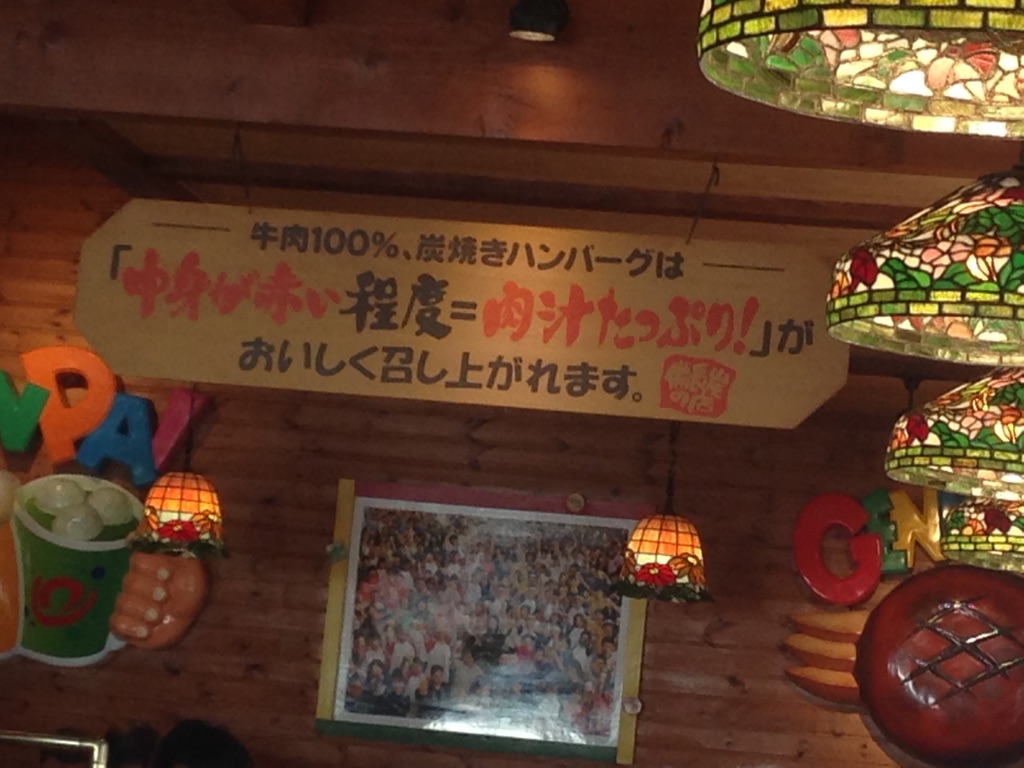 牛肉100%、炭焼きハンバーグは
「中身が赤い程度=肉汁たっぷり!」が
おいしく召し上がれます。
NPAI
GEN